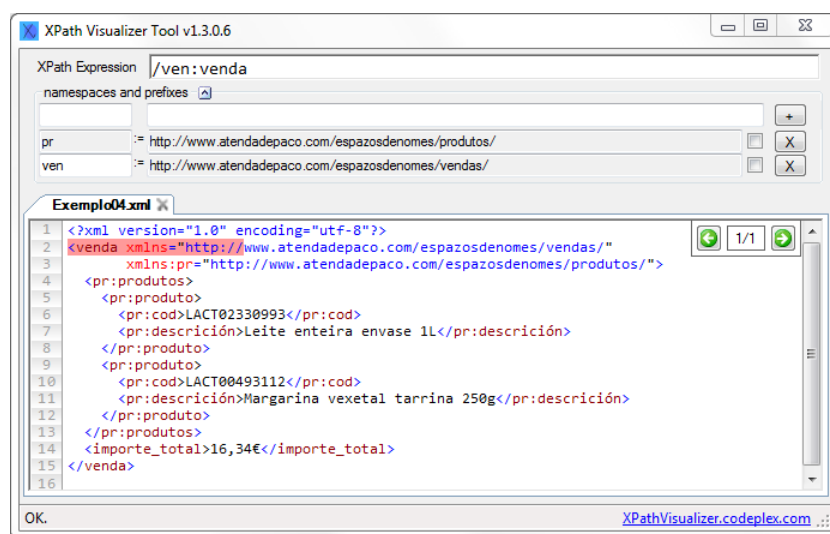 XPath Visualizer Tool v1.3.0.6
XPath Expression /ven:venda
namespaces and prefixes
+
pr := http://www.atendadepaco.com/espazosdenomes/produtos/ X
ven := http://www.atendadepaco.com/espazosdenomes/vendas/ X
Exemplo04.xml
1 <?xml version="1.0" encoding="utf-8"?>
2 <venda xmlns="http://www.atendadepaco.com/espazosdenomes/vendas/" 1/1
3 xmlns:pr="http://www.atendadepaco.com/espazosdenomes/produtos/">
4 <pr:produtos>
5 <pr:produto>
6 <pr:cod>LACT02330993</pr:cod>
7 <pr:descrición>Leite enteira envase 1L</pr:descrición>
8 </pr:produto>
9 <pr:produto>
10 <pr:cod>LACT00493112</pr:cod>
11 <pr:descrición>Margarina vexetal tarrina 250g</pr:descrición>
12 </pr:produto>
13 </pr:produtos>
14 <importe_total>16,34€</importe_total>
15 </venda>
16
OK. XPathVisualizer.codeplex.com